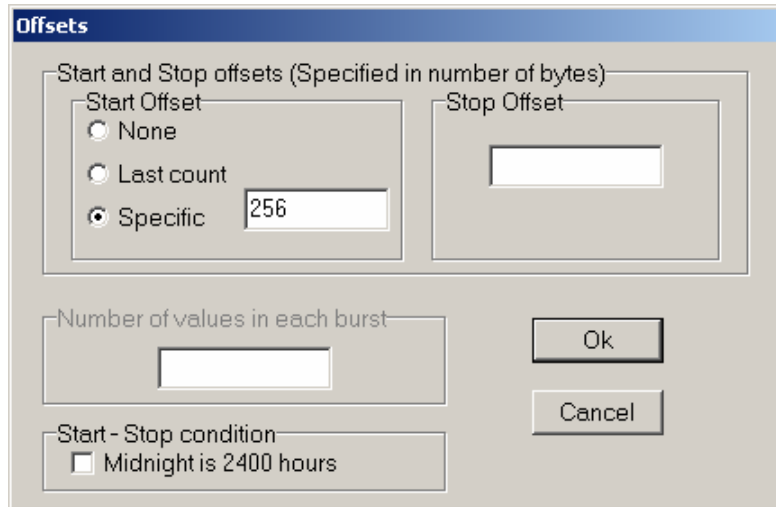 Offsets
Start and Stop offsets (Specified in number of bytes)
Start Offset
None
Last count
Specific 256
Stop Offset
Number of values in each burst
Start - Stop condition
Midnight is 2400 hours
Ok
Cancel